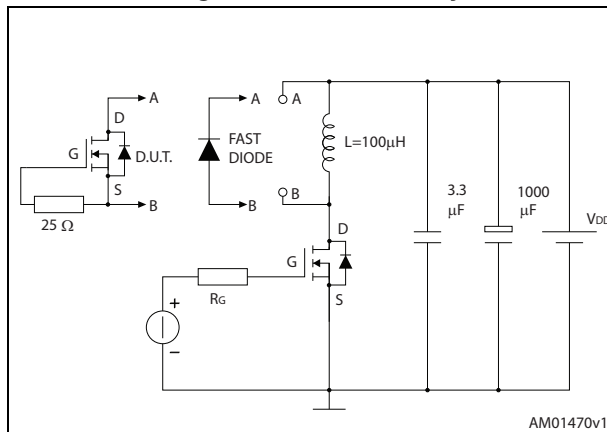 A
D
G
D.U.T.
S
B
25 Ω
A
FAST
DIODE
B
A
L=100μH
B
D
G
S
RG
+
–
3.3
μF
1000
μF
VDD
AM01470v1